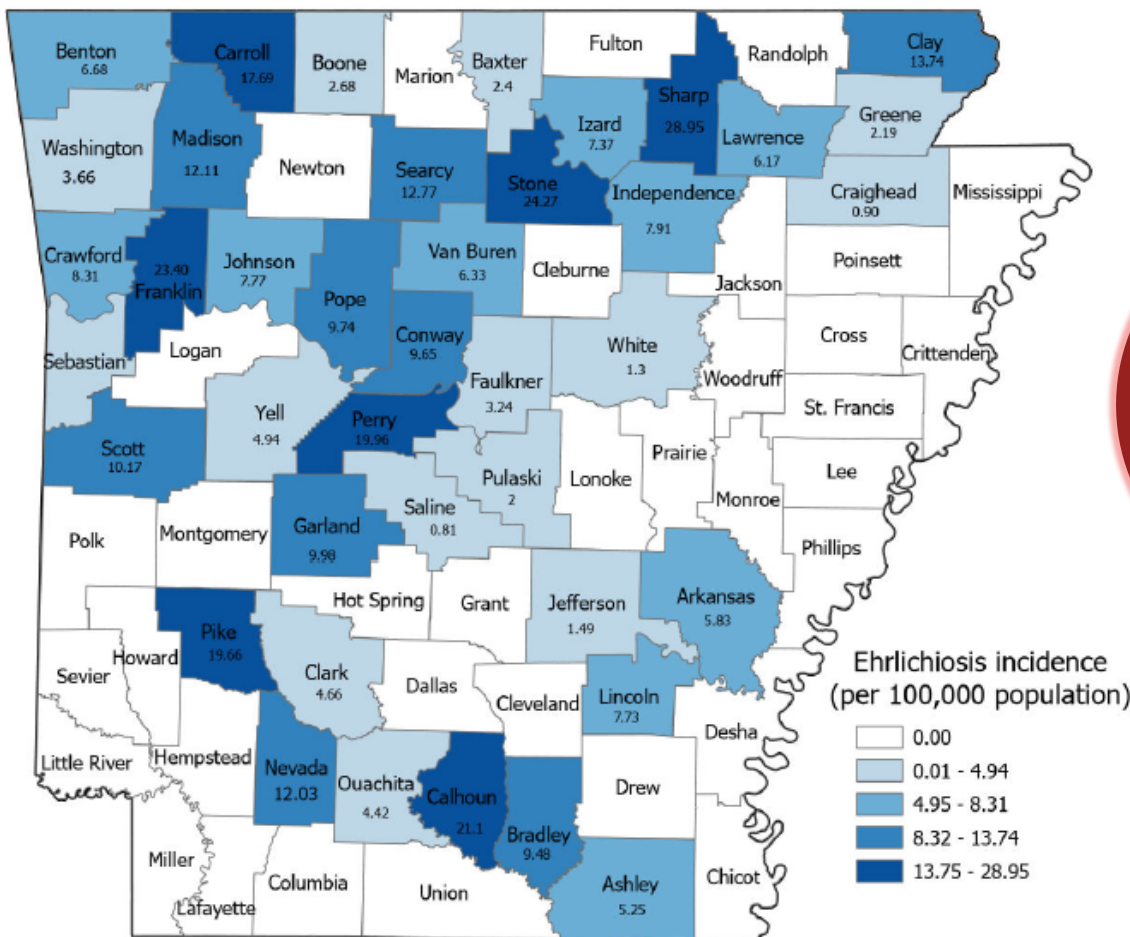 Benton
6.68
Carroll
17.69
Boone
2.68
Marion
Baxter
2.4
Fulton
Sharp
28.95
Randolph
Clay
13.74
Washington
3.66
Madison
12.11
Newton
Searcy
12.77
Stone
24.27
Izard
7.37
Independence
7.91
Lawrence
6.17
Greene
2.19
Craighead
0.90
Mississippi
Crawford
8.31
23.40
Franklin
Johnson
7.77
Pope
9.74
Van Buren
6.33
Cleburne
Jackson
Poinsett
Sebastian
Logan
Conway
9.65
Faulkner
3.24
White
1.3
Woodruff
Cross
Crittenden
St. Francis
Scott
10.17
Yell
4.94
Perry
19.96
Pulaski
2
Lonoke
Prairie
Monroe
Lee
Phillips
Polk
Montgomery
Garland
9.98
Saline
0.81
Hot Spring
Grant
Jefferson
1.49
Arkansas
5.83
Sevier
Howard
Pike
19.66
Clark
4.66
Dallas
Cleveland
Lincoln
7.73
Desha
Little River
Hempstead
Nevada
12.03
Ouachita
4.42
Calhoun
21.1
Bradley
9.48
Drew
Miller
Lafayette
Columbia
Union
Ashley
5.25
Chicot
Ehrlichiosis incidence
(per 100,000 population)
0.00
0.01 - 4.94
4.95 - 8.31
8.32 - 13.74
13.75 - 28.95